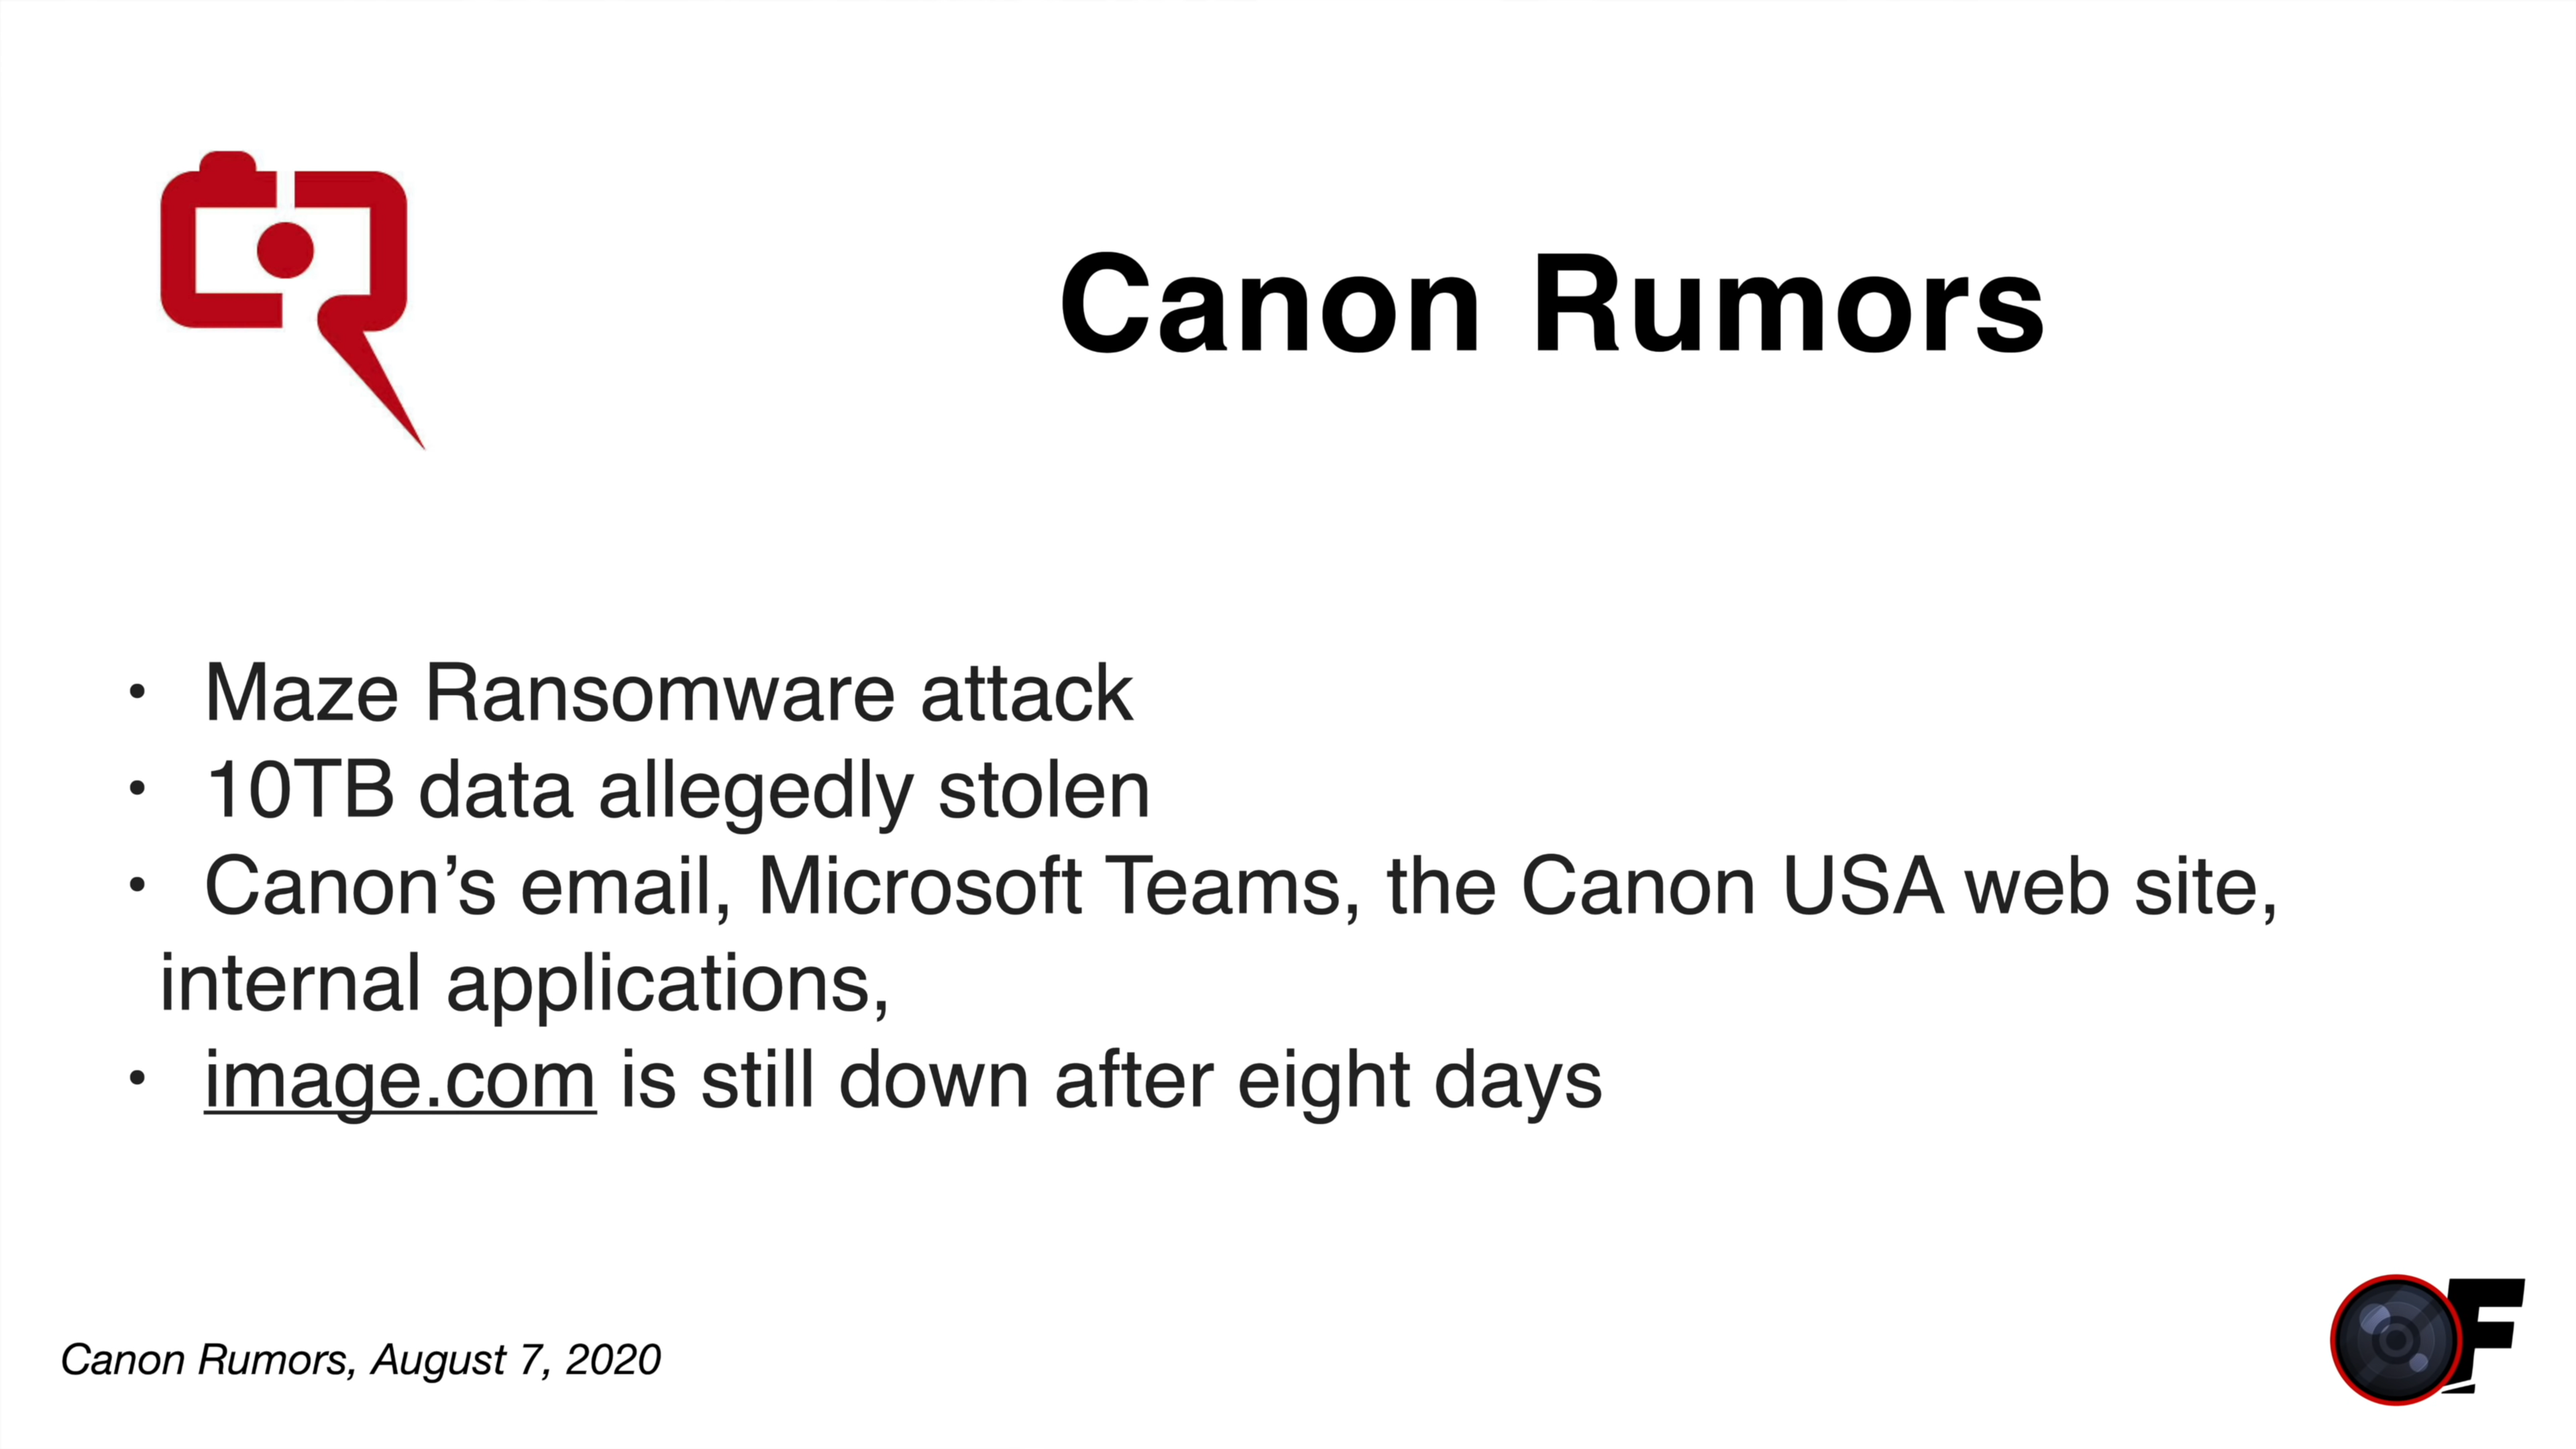 Canon Rumors
• Maze Ransomware attack
• 10TB data allegedly stolen
• Canon’s email, Microsoft Teams, the Canon USA web site,
internal applications,
• image.com is still down after eight days
Canon Rumors, August 7, 2020
F